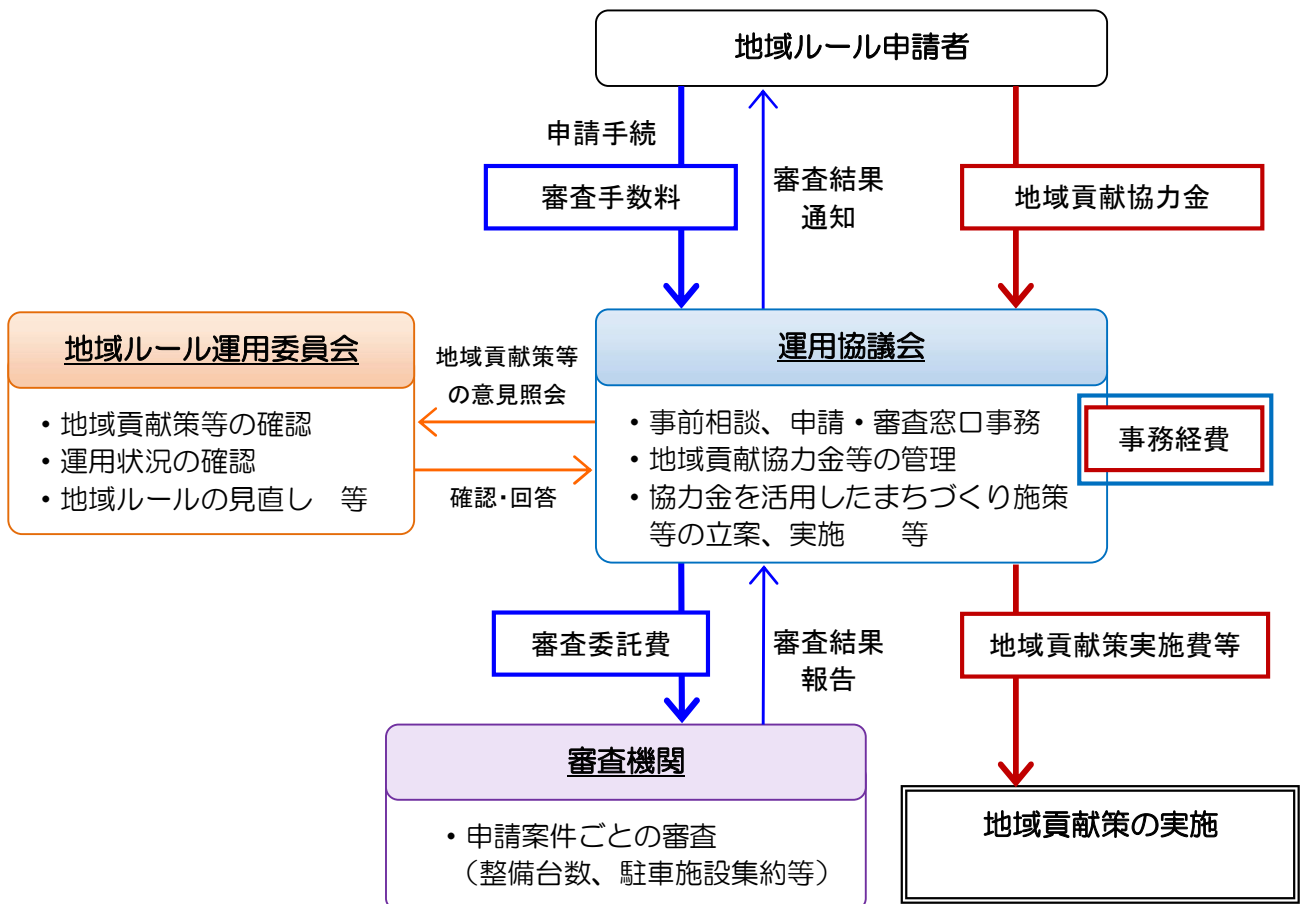 地域ルール申請者
申請手続
審査手数料
審査結果
通知
地域貢献協力金
地域ルール運用委員会
・地域貢献策等の確認
・運用状況の確認
・地域ルールの見直し　等
地域貢献策等
の意見照会
確認・回答
運用協議会
・事前相談、申請・審査窓口事務
・地域貢献協力金等の管理
・協力金を活用したまちづくり施策
等の立案、実施　　等
事務経費
審査委託費
審査結果
報告
地域貢献策実施費等
審査機関
・申請案件ごとの審査
（整備台数、駐車施設集約等）
地域貢献策の実施